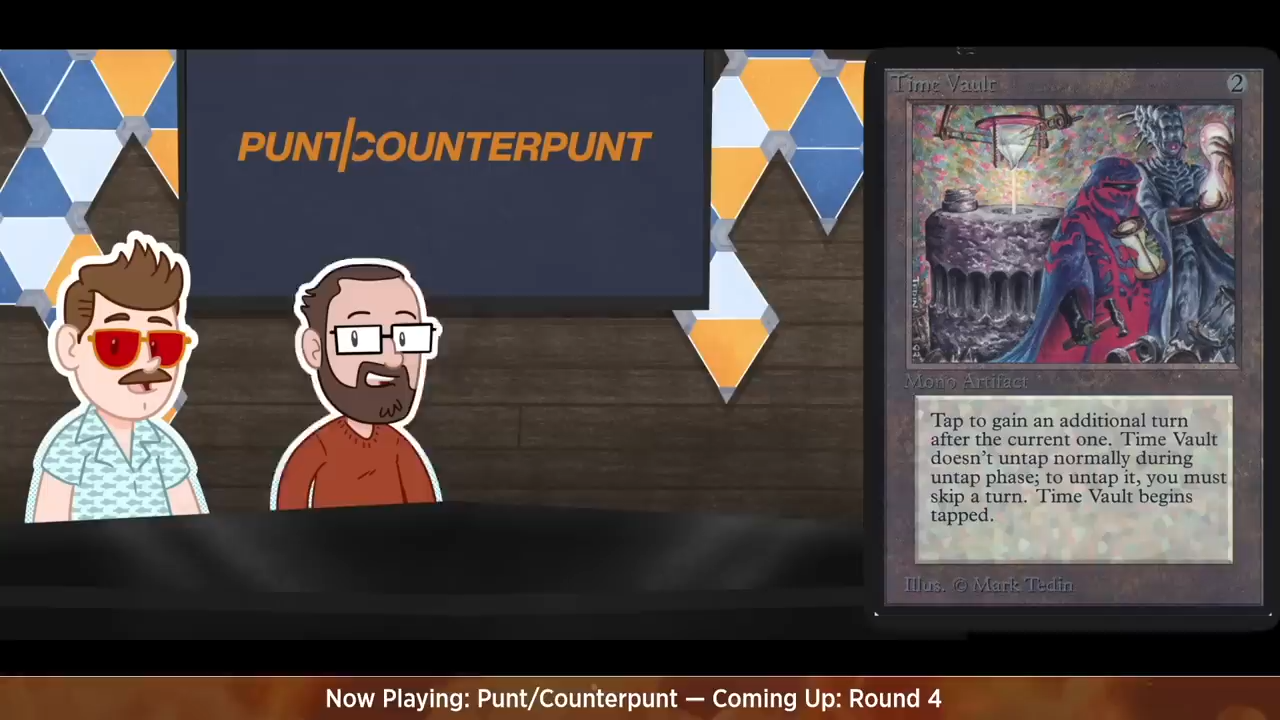 PUNT/COUNTERPUNT
Time Vault 2
Mono Artifact
Tap to gain an additional turn
after the current one. Time Vault
doesn't untap normally during
untap phase; to untap it, you must
skip a turn. Time Vault begins
tapped.
Illus. © Mark Tedin
Now Playing: Punt/Counterpunt — Coming Up: Round 4